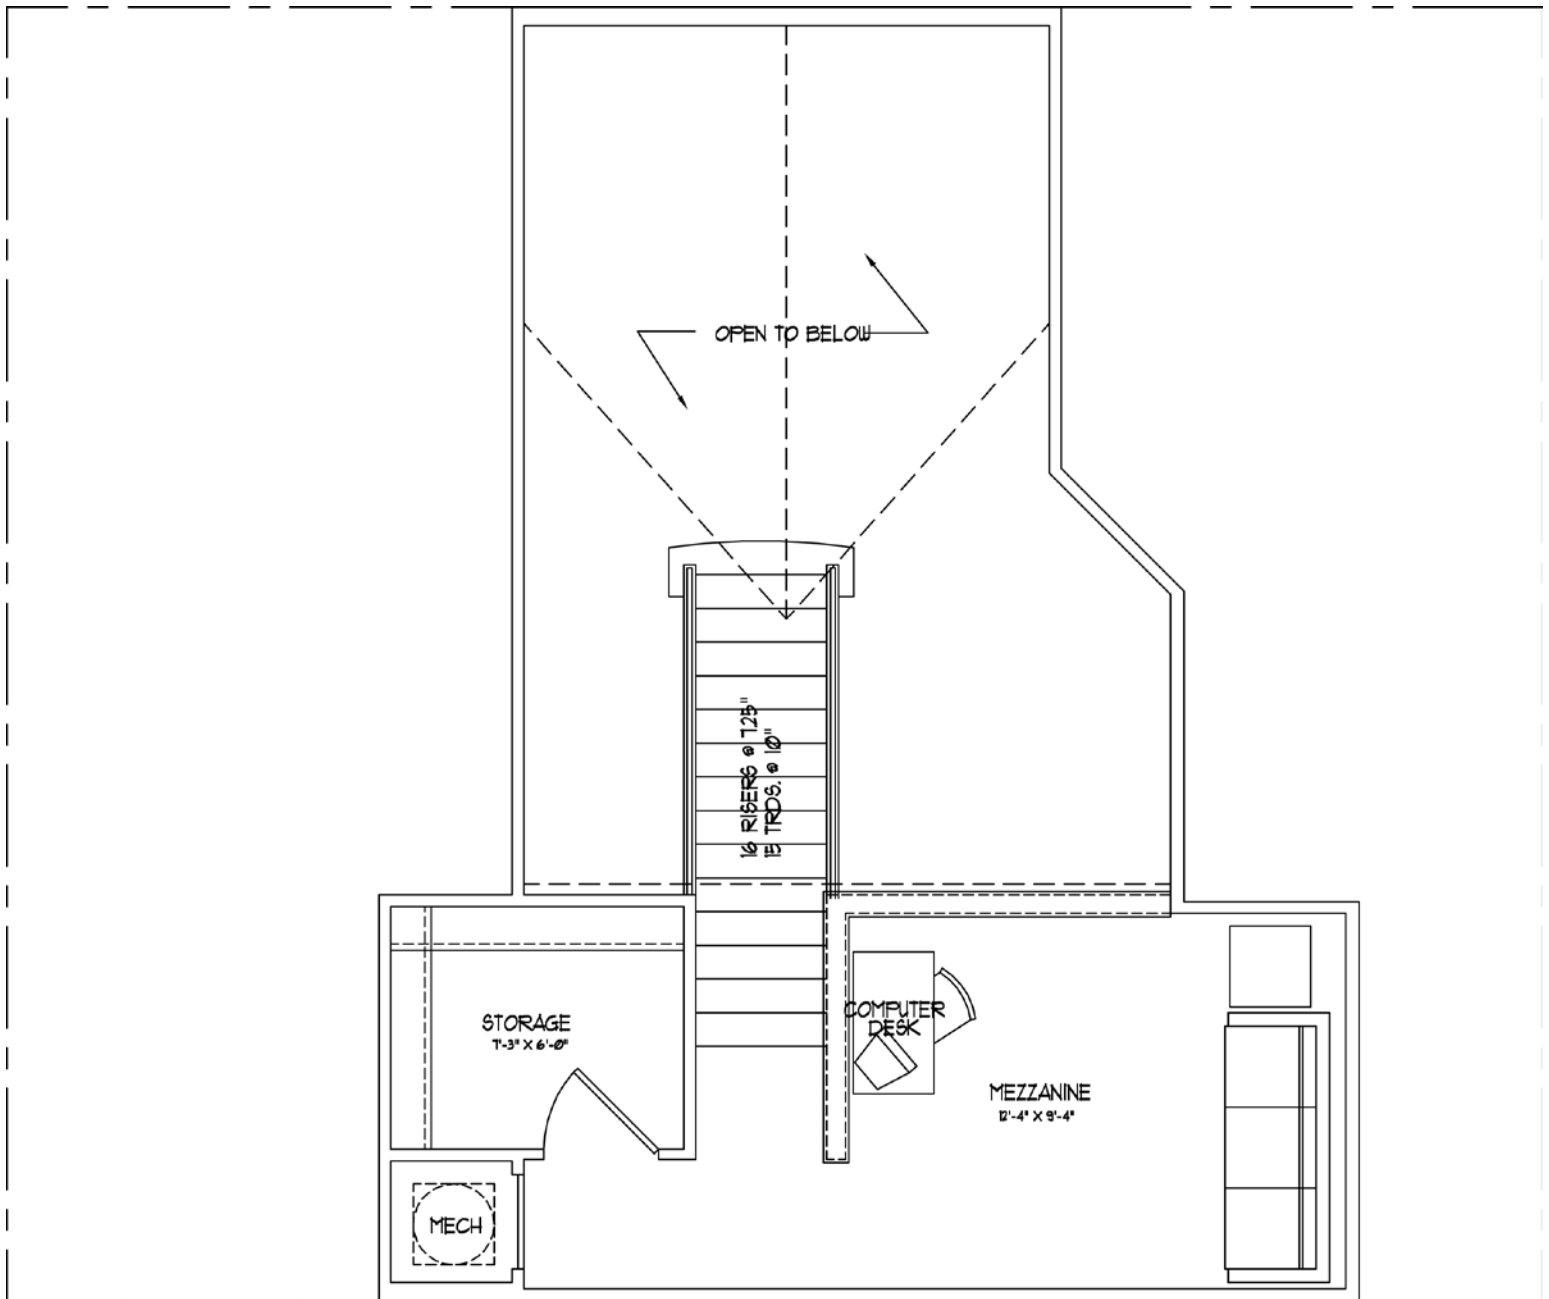 OPEN TO BELOW
16 RISERS @ 7.25"
15 TRDS. @ 10"
STORAGE
7'-3" X 6'-0"
COMPUTER
DESK
MEZZANINE
12'-4" X 9'-4"
MECH